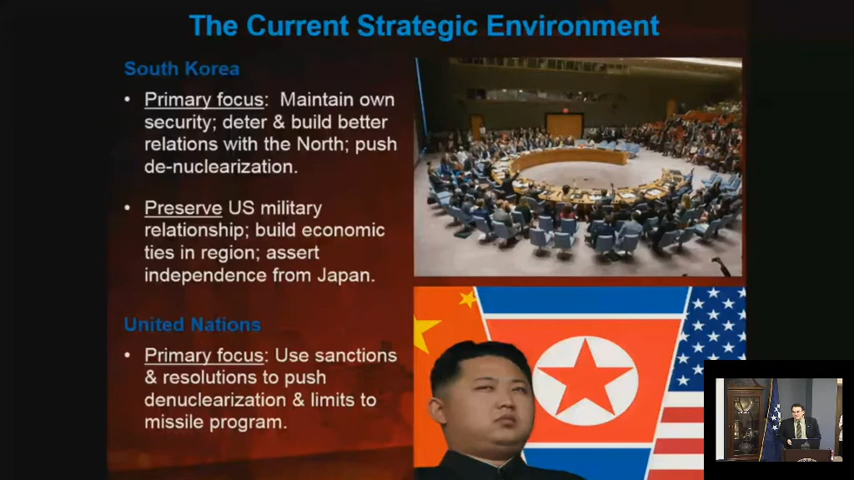 The Current Strategic Environment
South Korea
• Primary focus: Maintain own
security; deter & build better
relations with the North; push
de-nuclearization.
• Preserve US military
relationship; build economic
ties in region; assert
independence from Japan.
United Nations
• Primary focus: Use sanctions
& resolutions to push
denuclearization & limits to
missile program.